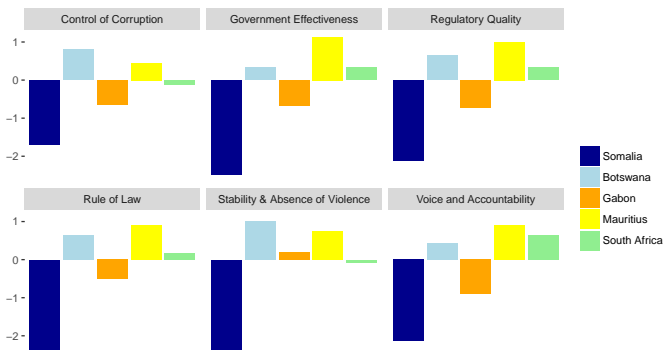 Control of Corruption
Government Effectiveness
Regulatory Quality
1
0
−1
−2
Rule of Law
Stability & Absence of Violence
Voice and Accountability
1
0
−1
−2
Somalia
Botswana
Gabon
Mauritius
South Africa